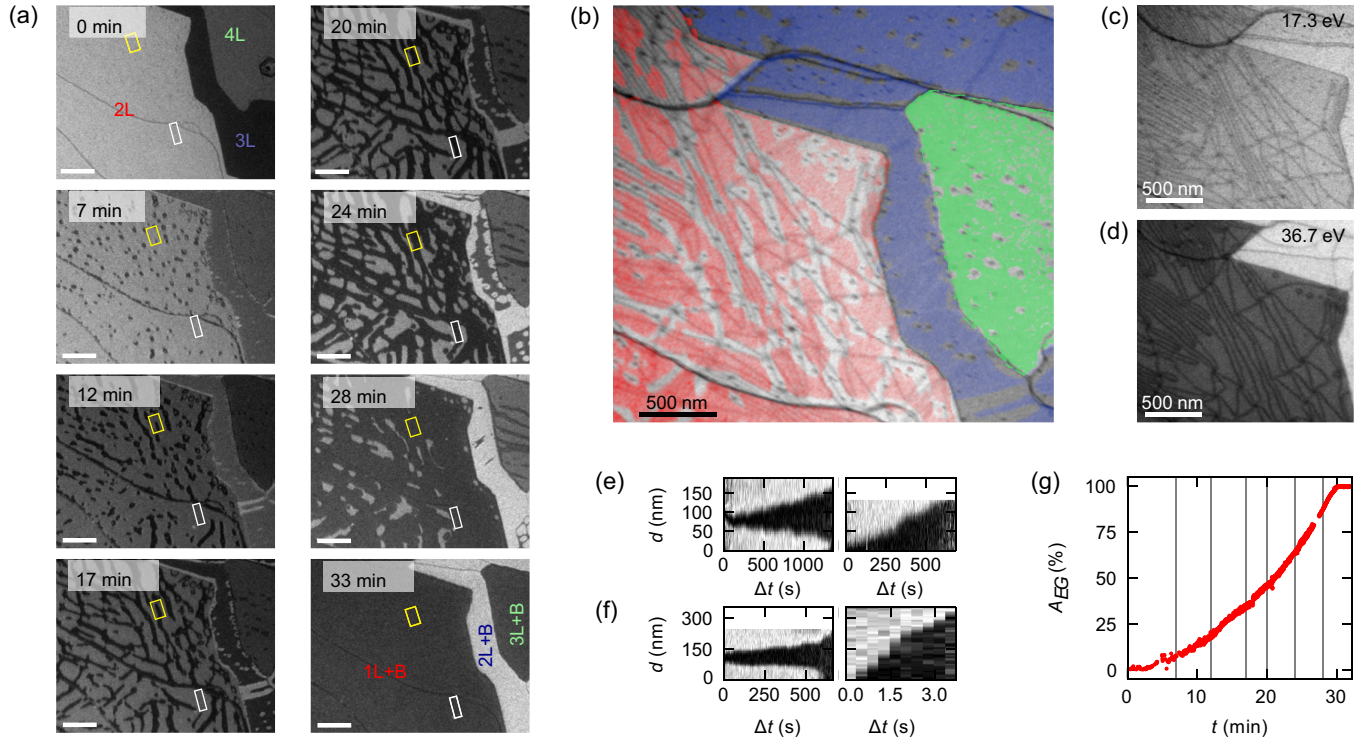 (a)
0 min
4L
2L
3L
20 min
7 min
24 min
12 min
28 min
17 min
33 min
1L+B
2L+B
3L+B
(b)
500 nm
(c)
17.3 eV
500 nm
(d)
36.7 eV
500 nm
(e)
d (nm)
150
100
50
0
0 500 1000
Δt (s)
0 250 500
Δt (s)
(f)
d (nm)
300
150
0
0 250 500
Δt (s)
0.0 1.5 3.0
Δt (s)
(g)
A_EG (%)
100
75
50
25
0
0 10 20 30
t (min)